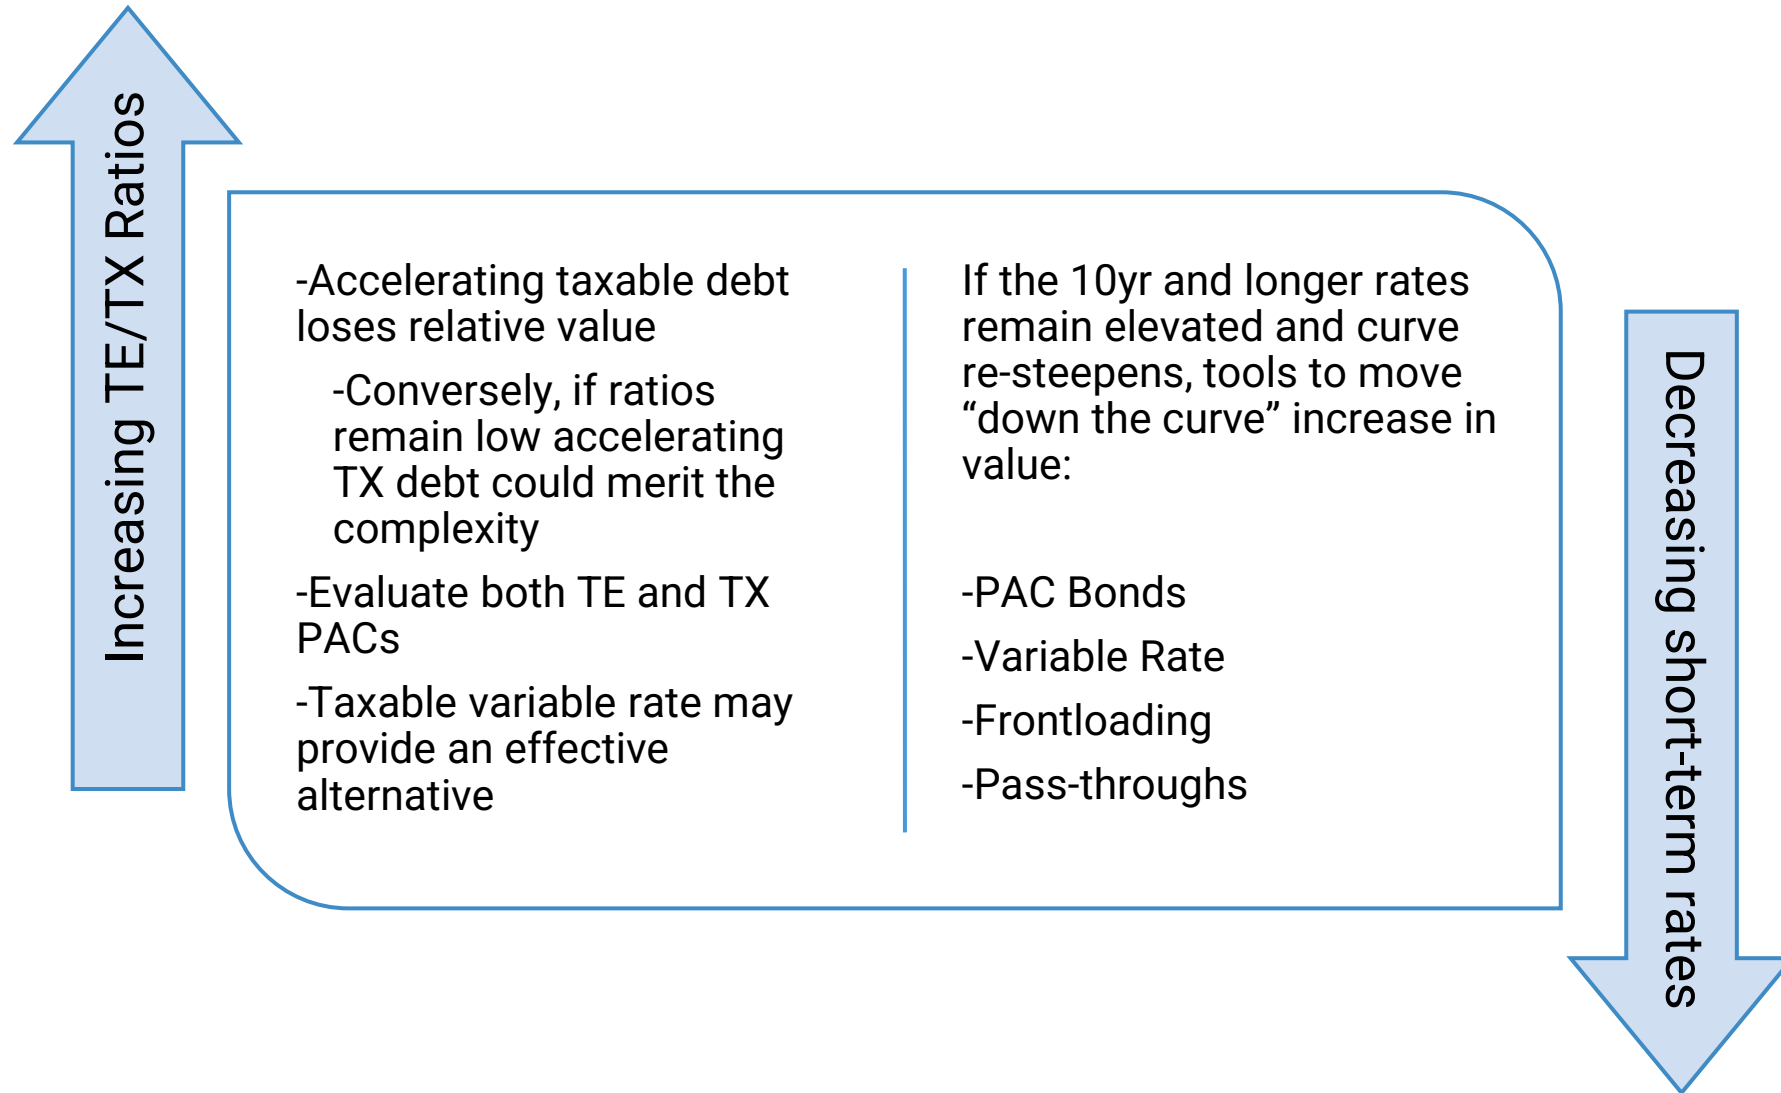 Increasing TE/TX Ratios
-Accelerating taxable debt
loses relative value
-Conversely, if ratios
remain low accelerating
TX debt could merit the
complexity
-Evaluate both TE and TX
PACs
-Taxable variable rate may
provide an effective
alternative
If the 10yr and longer rates
remain elevated and curve
re-steepens, tools to move
“down the curve” increase in
value:
-PAC Bonds
-Variable Rate
-Frontloading
-Pass-throughs
Decreasing short-term rates